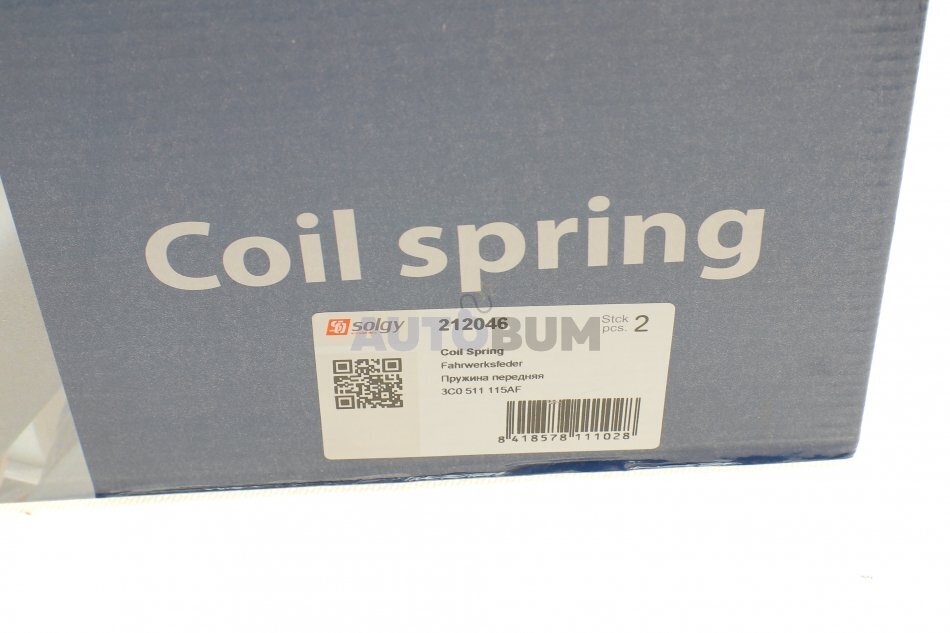 Coil spring
solgy
212046
Stck
pcs. 2
AUTOBUM
Coil Spring
Fahrwerksfeder
Пружина передняя
3C0 511 115AF
8 418578 111028